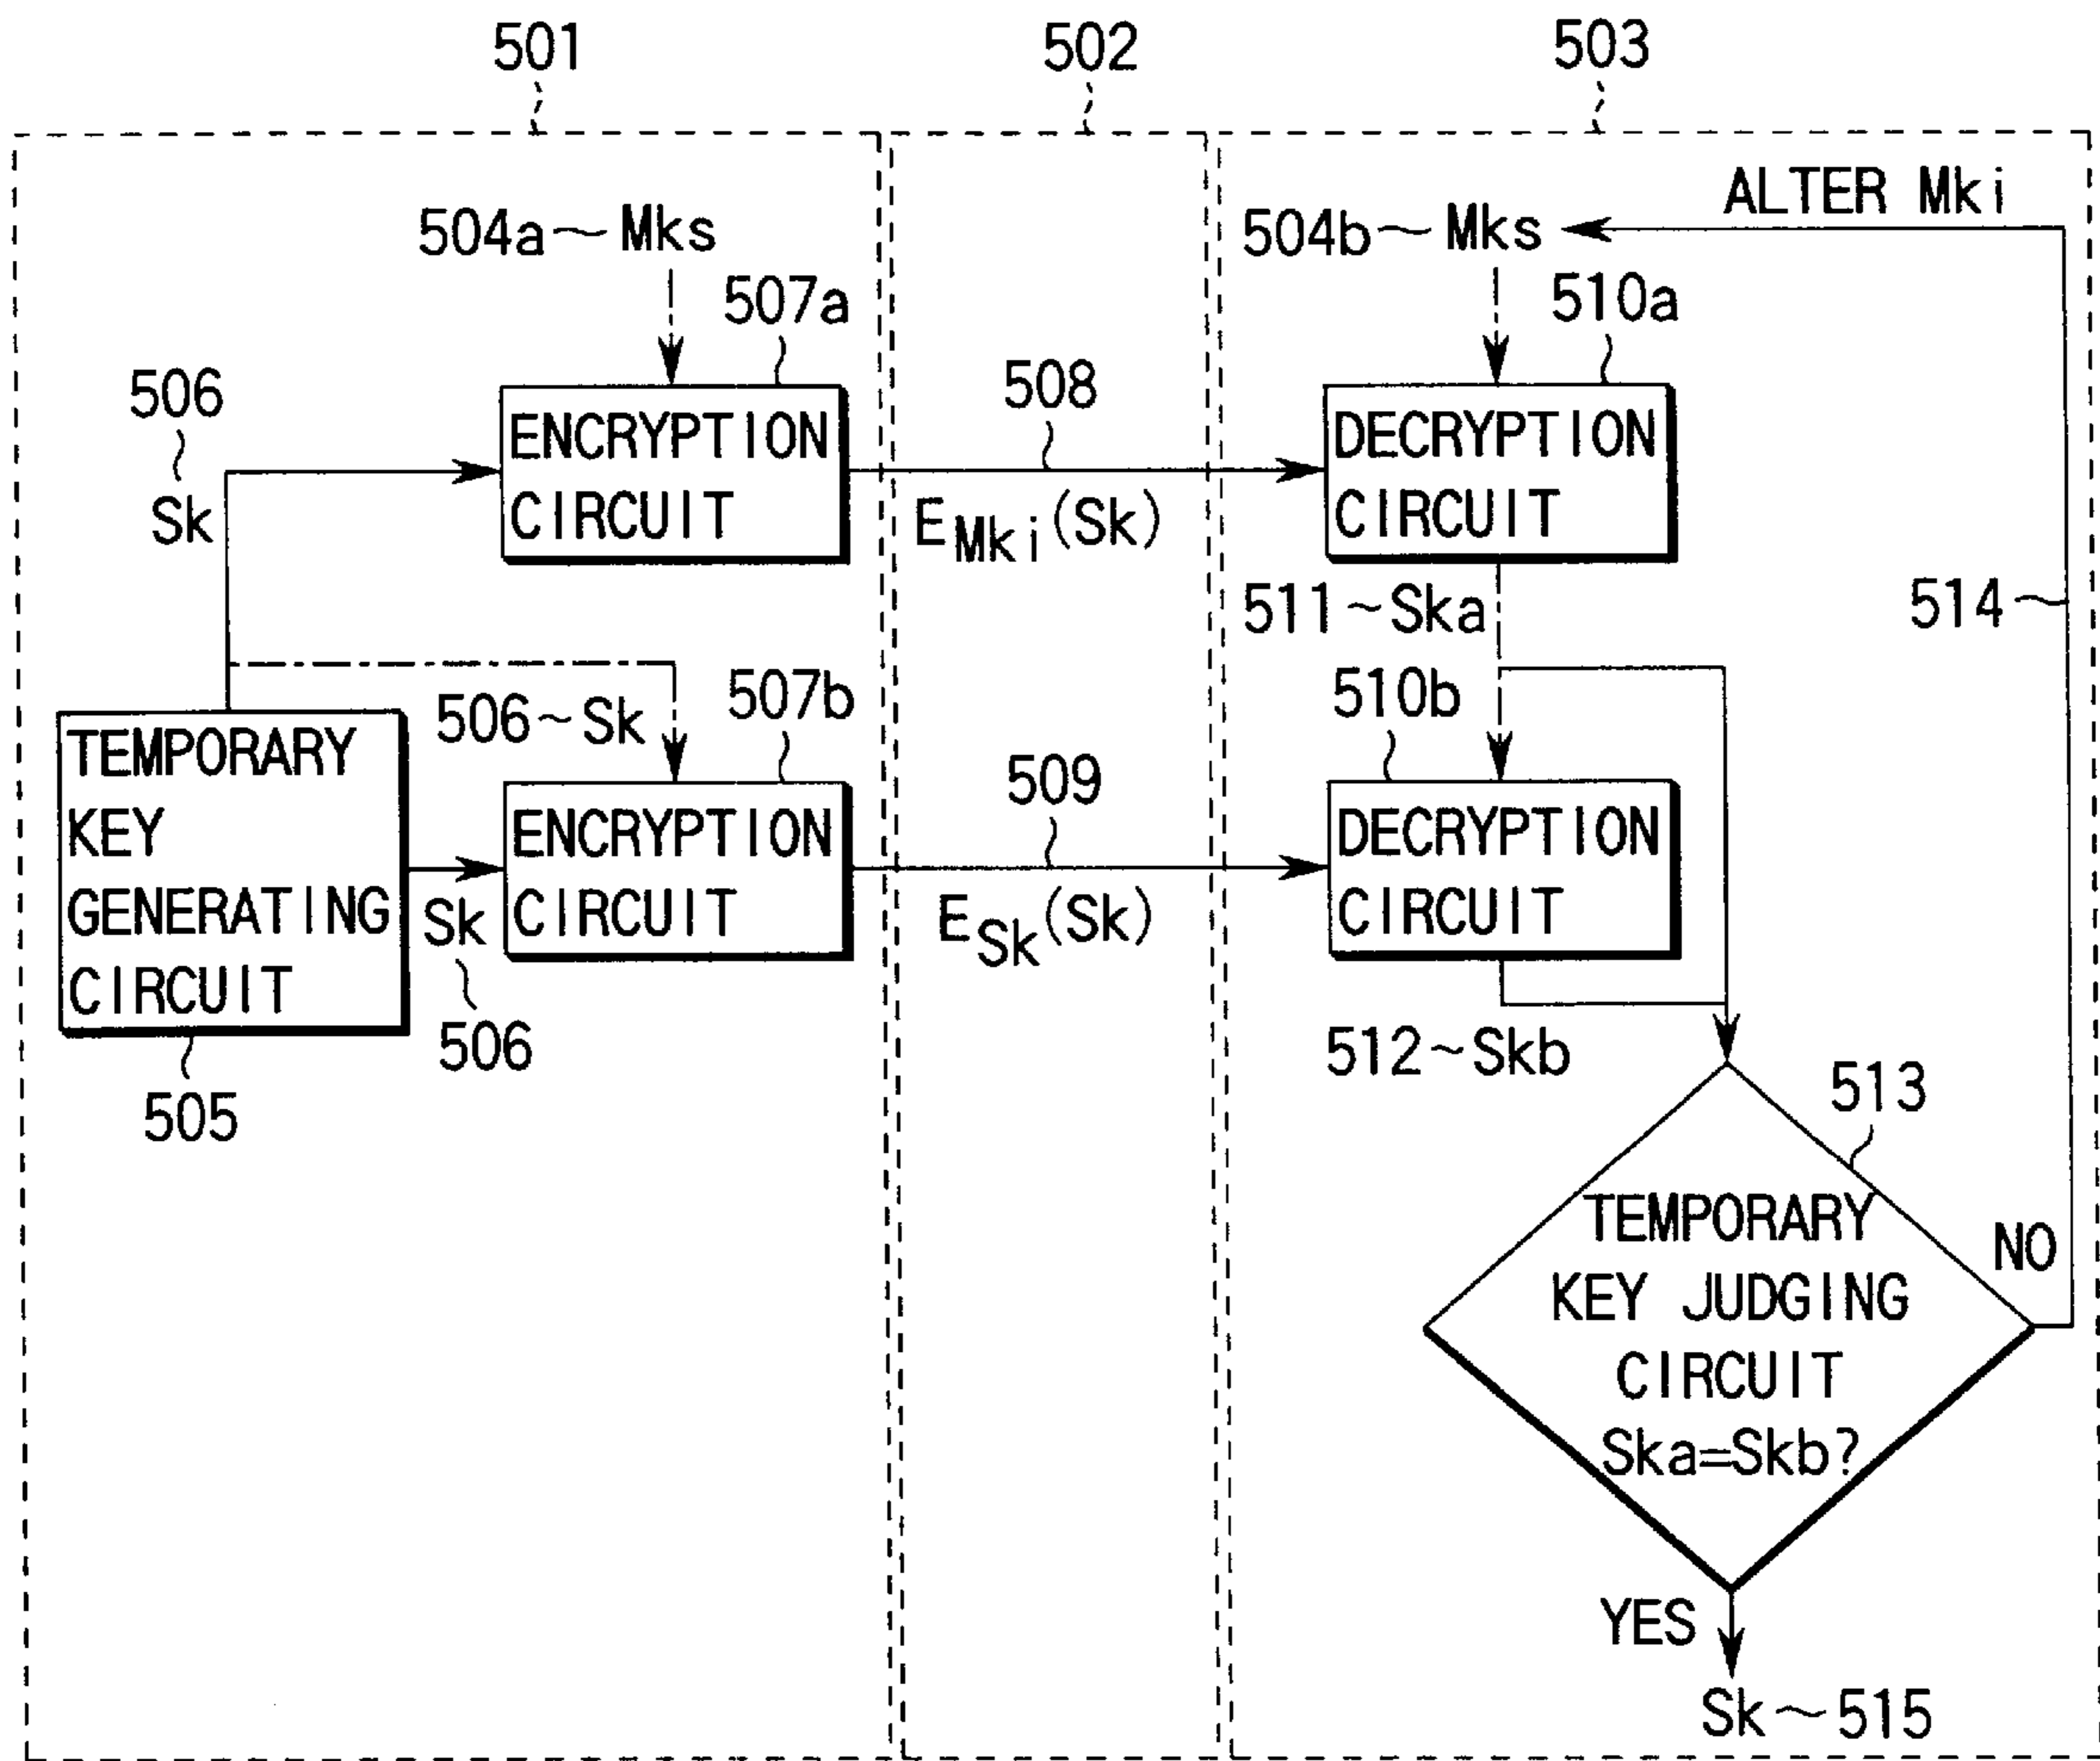 501
502
503
ALTER Mki
504a~Mks
504b~Mks
507a
510a
506
508
ENCRYPTION
CIRCUIT
DECRYPTION
CIRCUIT
Sk
E_Mki(Sk)
511~Ska
514
506~Sk
507b
510b
TEMPORARY
KEY
GENERATING
CIRCUIT
509
ENCRYPTION
CIRCUIT
DECRYPTION
CIRCUIT
Sk
E_Sk(Sk)
506
512~Skb
505
513
TEMPORARY
KEY JUDGING
CIRCUIT
Ska=Skb?
NO
YES
Sk~515